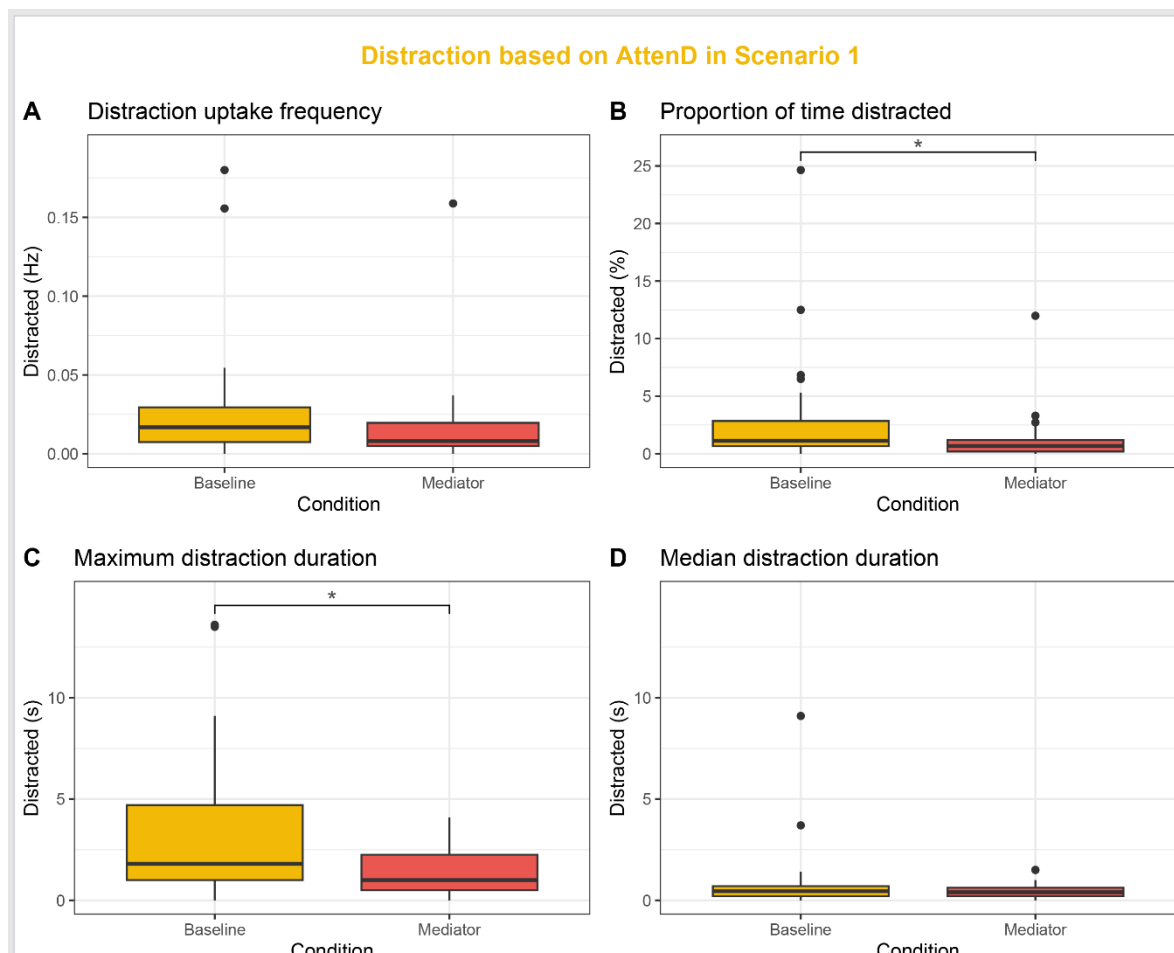 Distraction based on AttenD in Scenario 1
A Distraction uptake frequency
Distracted (Hz)
0.15
0.10
0.05
0.00
Baseline Mediator
Condition
B Proportion of time distracted
*
Distracted (%)
25
20
15
10
5
0
Baseline Mediator
Condition
C Maximum distraction duration
*
Distracted (s)
10
5
0
Baseline Mediator
Condition
D Median distraction duration
Distracted (s)
10
5
0
Baseline Mediator
Condition